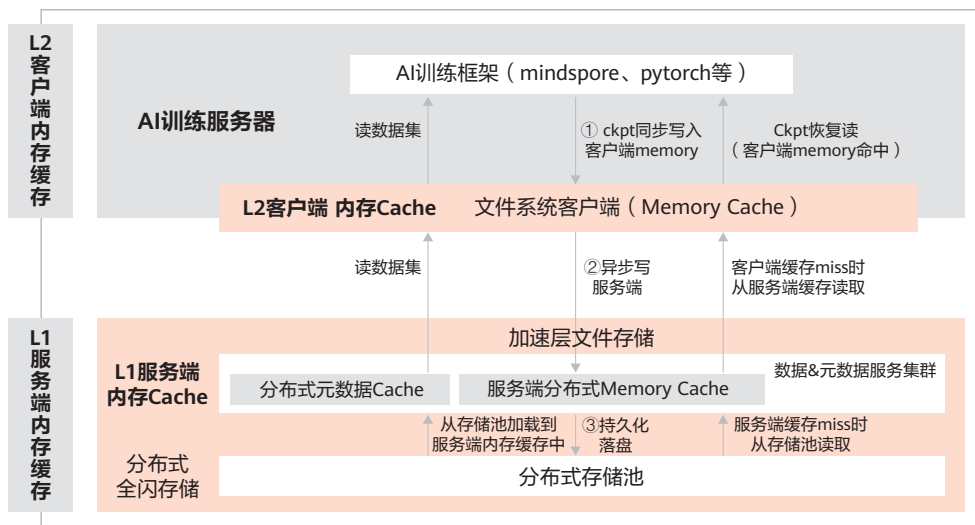 L2客户端内存缓存
AI训练服务器
AI训练框架（mindspore、pytorch等）
读数据集
① ckpt同步写入
客户端memory
Ckpt恢复读
（客户端memory命中）
L2客户端 内存Cache
文件系统客户端（Memory Cache）
读数据集
②异步写
服务端
客户端缓存miss时
从服务端缓存读取
L1服务端内存缓存
加速层文件存储
L1服务端
内存Cache
数据&元数据服务集群
分布式元数据Cache
服务端分布式Memory Cache
从存储池加载到
服务端内存缓存中
③持久化
落盘
服务端缓存miss时
从存储池读取
分布式
全闪存储
分布式存储池